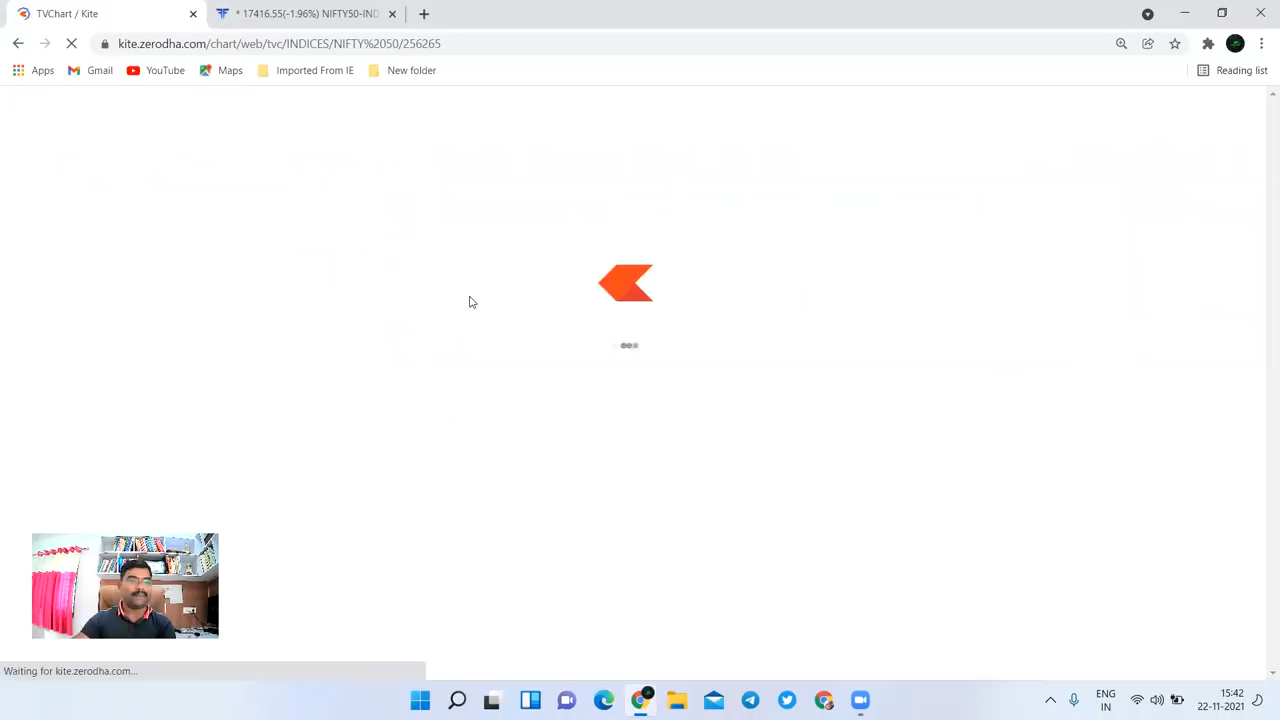 TVChart / Kite
* 17416.55(-1.96%) NIFTY50-IND
kite.zerodha.com/chart/web/tvc/INDICES/NIFTY%2050/256265
Apps
Gmail
YouTube
Maps
Imported From IE
New folder
Reading list
Waiting for kite.zerodha.com...
ENG
IN
15:42
22-11-2021